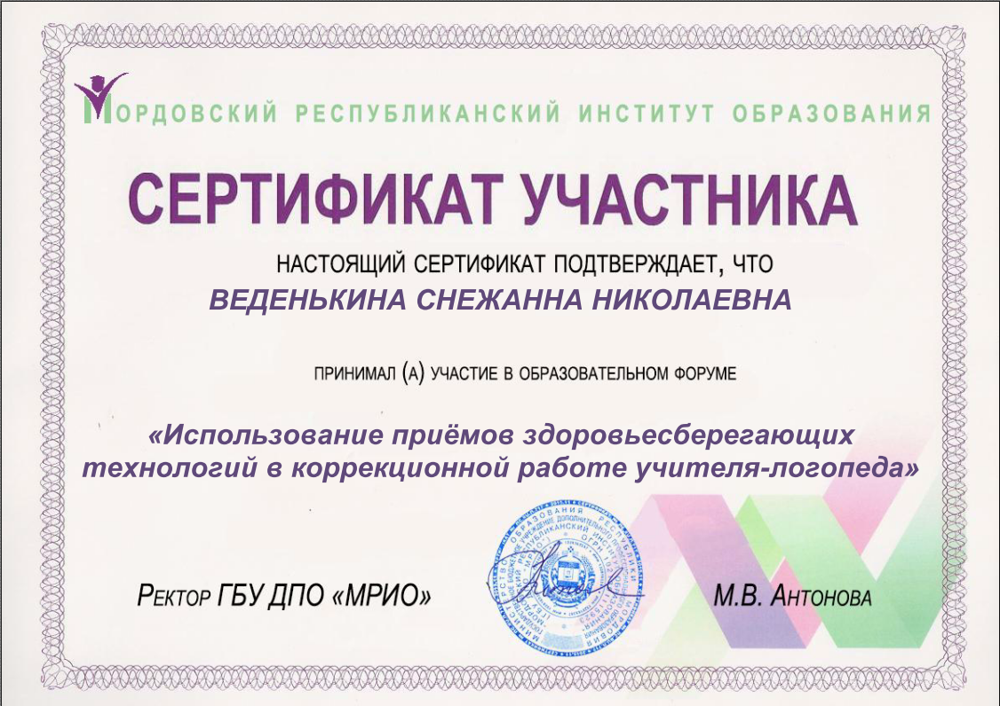 МОРДОВСКИЙ РЕСПУБЛИКАНСКИЙ ИНСТИТУТ ОБРАЗОВАНИЯ
СЕРТИФИКАТ УЧАСТНИКА
НАСТОЯЩИЙ СЕРТИФИКАТ ПОДТВЕРЖДАЕТ, ЧТО
ВЕДЕНЬКИНА СНЕЖАННА НИКОЛАЕВНА
ПРИНИМАЛ (А) УЧАСТИЕ В ОБРАЗОВАТЕЛЬНОМ ФОРУМЕ
«Использование приёмов здоровьесберегающих
технологий в коррекционной работе учителя-логопеда»
РЕКТОР ГБУ ДПО «МРИО»
М.В. АНТОНОВА